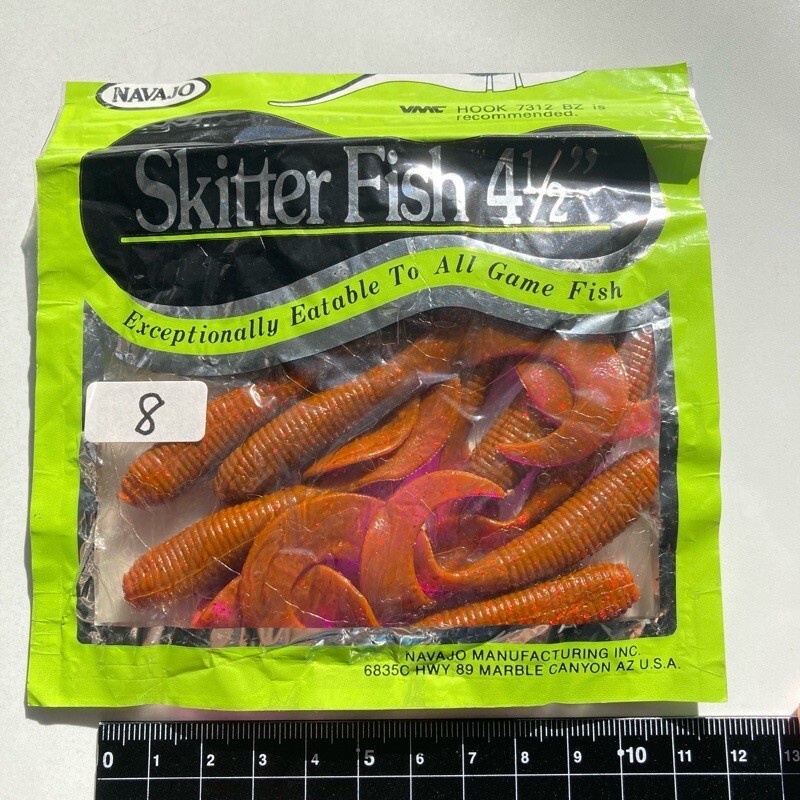 NAVAJO
VMC HOOK 7312 BZ is
recommended.
Skitter Fish 4½”
Exceptionally Eatable To All Game Fish
8
NAVAJO MANUFACTURING INC.
6835C HWY 89 MARBLE CANYON AZ U.S.A.
0 1 2 3 4 5 6 7 8 9 10 11 12 13